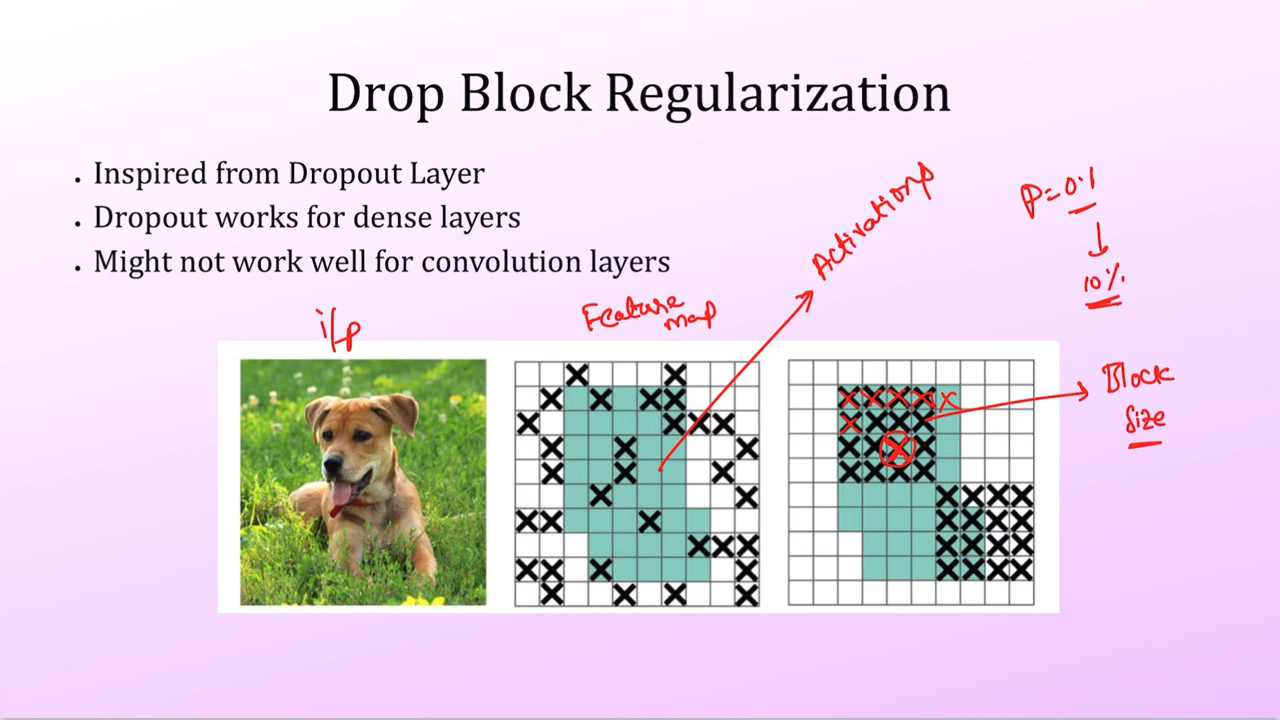 Drop Block Regularization
. Inspired from Dropout Layer
. Dropout works for dense layers
. Might not work well for convolution layers
i/p
Feature
map
Activations
P=0.1
↓
10%
Block
Size